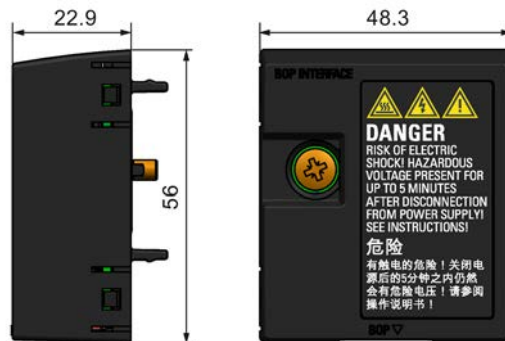 22.9
48.3
56
BOP INTERFACE
DANGER
RISK OF ELECTRIC
SHOCK! HAZARDOUS
VOLTAGE PRESENT FOR
UP TO 5 MINUTES
AFTER DISCONNECTION
FROM POWER SUPPLY!
SEE INSTRUCTIONS!
危险
有触电的危险！关闭电
源后的5分钟之内仍然
会有危险电压！请参阅
操作说明书！
BOP ▽